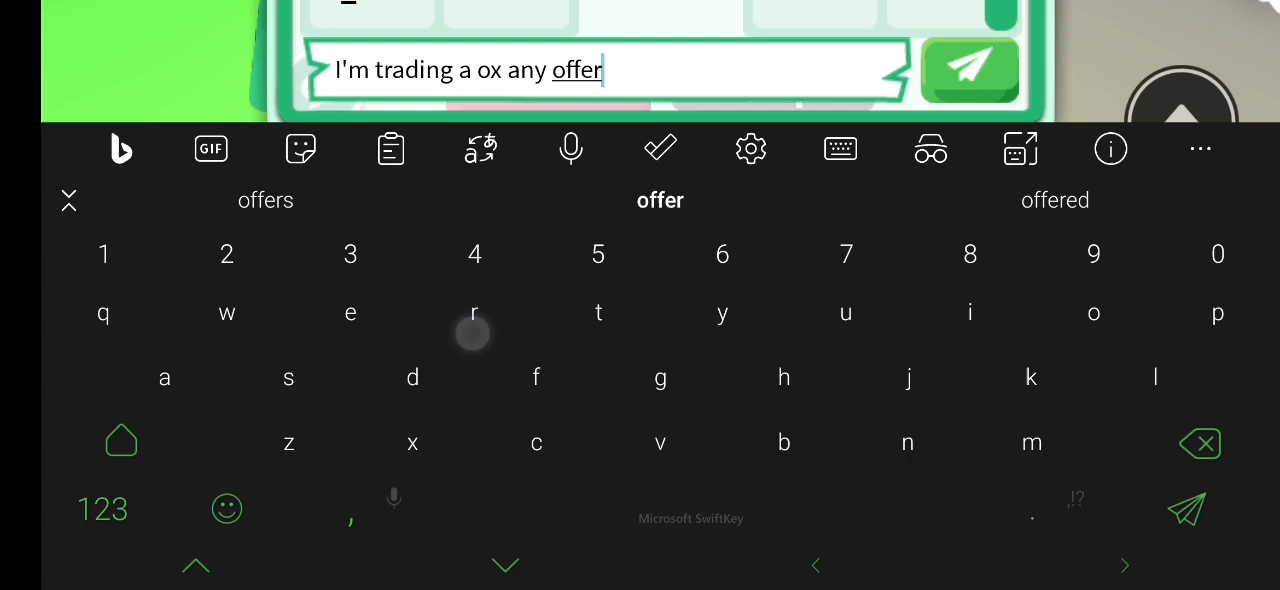 I'm trading a ox any offer
GIF
offers offer offered
1 2 3 4 5 6 7 8 9 0
q w e r t y u i o p
a s d f g h j k l
z x c v b n m
123 , Microsoft SwiftKey . ,!?